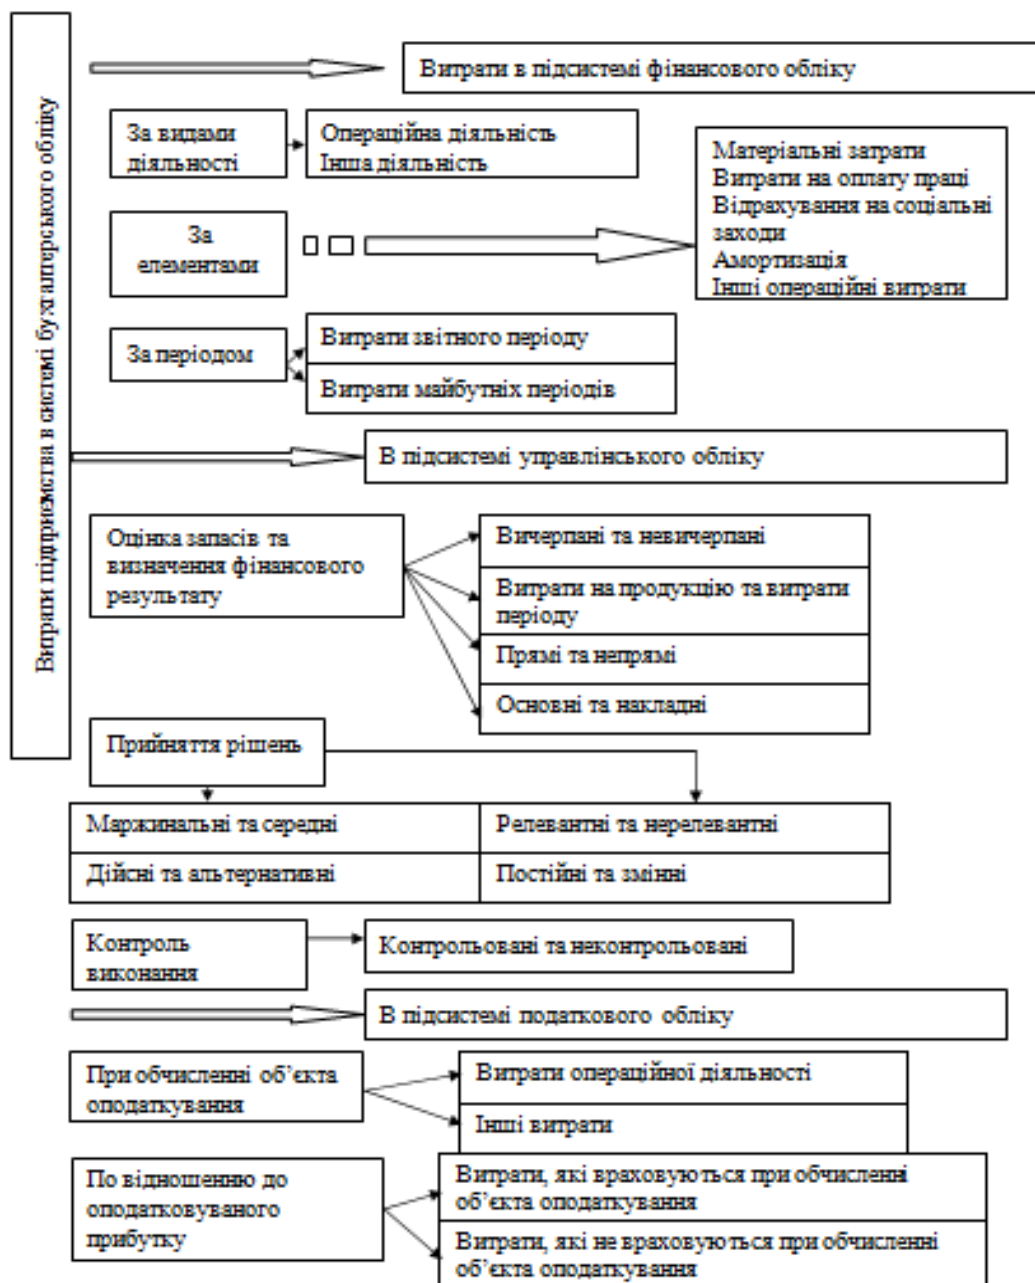 Витрати підприємства в системі бухгалтерського обліку
Витрати в підсистемі фінансового обліку
За видами
діяльності
Операційна діяльність
Інша діяльність
Матеріальні затрати
Витрати на оплату праці
Відрахування на соціальні
заходи
Амортизація
Інші операційні витрати
За
елементами
За періодом
Витрати звітного періоду
Витрати майбутніх періодів
В підсистемі управлінського обліку
Оцінка запасів та
визначення фінансового
результату
Вичерпані та невичерпані
Витрати на продукцію та витрати
періоду
Прямі та непрямі
Основні та накладні
Прийняття рішень
Маржинальні та середні
Релевантні та нерелевантні
Дійсні та альтернативні
Постійні та змінні
Контроль
виконання
Контрольовані та неконтрольовані
В підсистемі податкового обліку
При обчисленні об’єкта
оподаткування
Витрати операційної діяльності
Інші витрати
По відношенню до
оподатковуваного
прибутку
Витрати, які враховуються при обчисленні
об’єкта оподаткування
Витрати, які не враховуються при обчисленні
об’єкта оподаткування